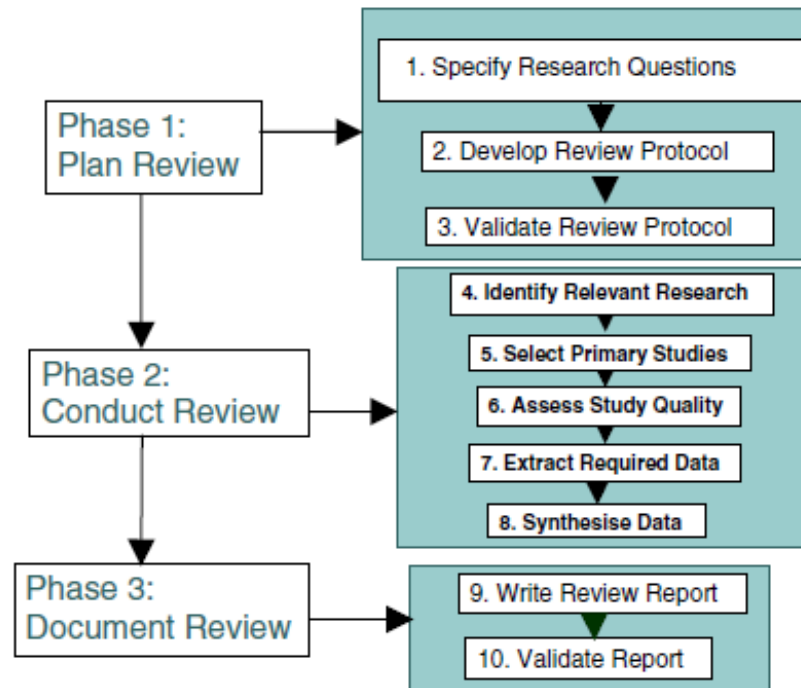 Phase 1:
Plan Review
1. Specify Research Questions
2. Develop Review Protocol
3. Validate Review Protocol
Phase 2:
Conduct Review
4. Identify Relevant Research
5. Select Primary Studies
6. Assess Study Quality
7. Extract Required Data
8. Synthesise Data
Phase 3:
Document Review
9. Write Review Report
10. Validate Report